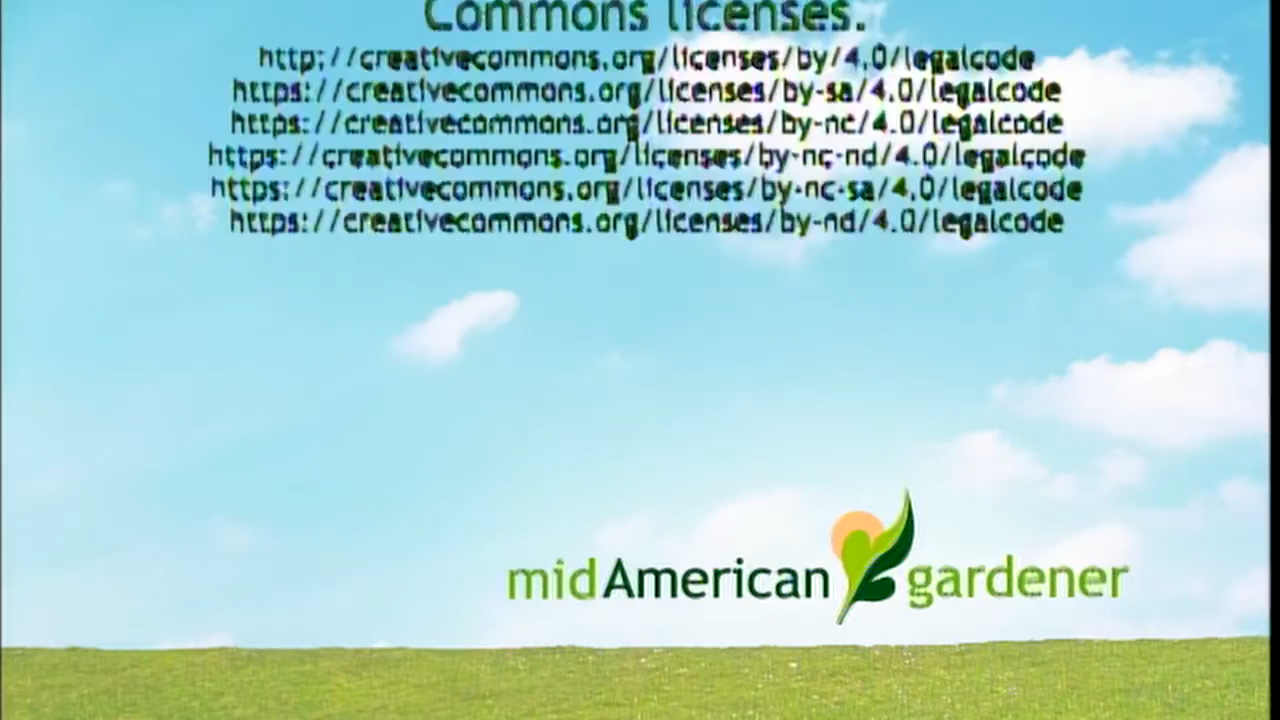 Commons licenses.
http://creativecommons.org/licenses/by/4.0/legalcode
https://creativecommons.org/licenses/by-sa/4.0/legalcode
https://creativecommons.org/licenses/by-nc/4.0/legalcode
https://creativecommons.org/licenses/by-nc-nd/4.0/legalcode
https://creativecommons.org/licenses/by-nc-sa/4.0/legalcode
https://creativecommons.org/licenses/by-nd/4.0/legalcode
midAmerican gardener